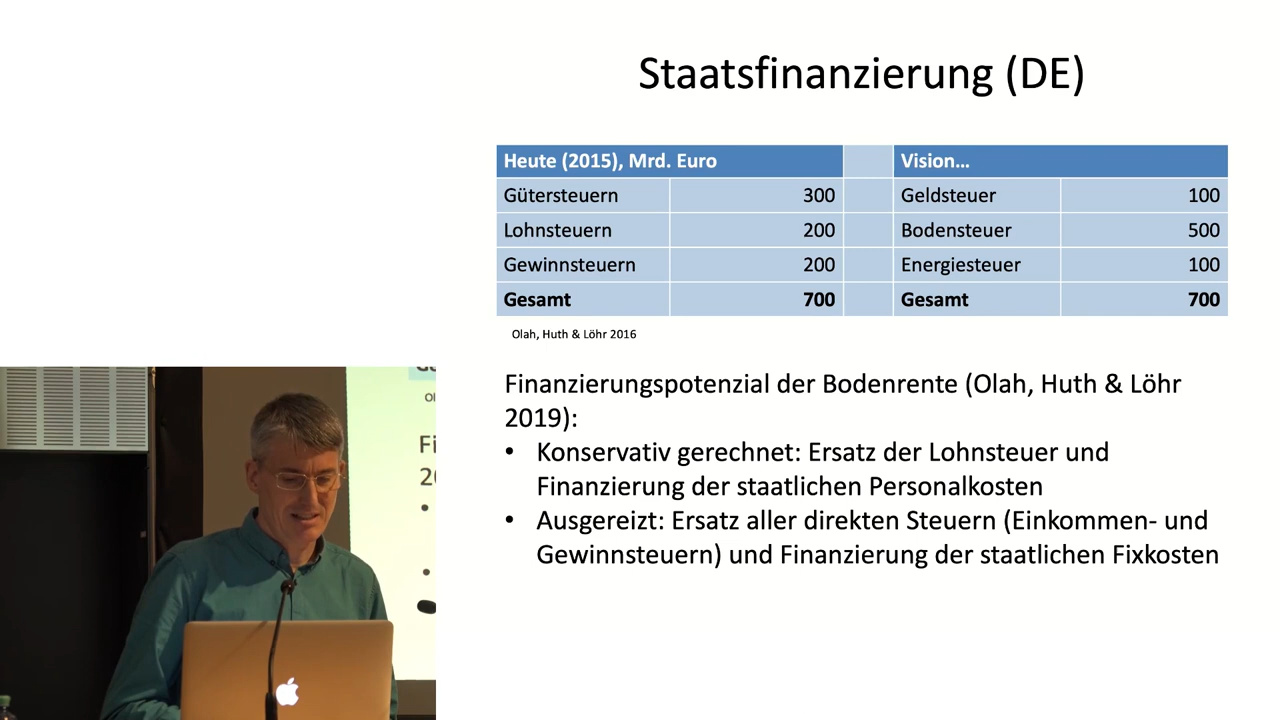 Staatsfinanzierung (DE)
Heute (2015), Mrd. Euro Vision...
Gütersteuern 300 Geldsteuer 100
Lohnsteuern 200 Bodensteuer 500
Gewinnsteuern 200 Energiesteuer 100
Gesamt 700 Gesamt 700
Olah, Huth & Löhr 2016
Finanzierungspotenzial der Bodenrente (Olah, Huth & Löhr
2019):
• Konservativ gerechnet: Ersatz der Lohnsteuer und
Finanzierung der staatlichen Personalkosten
• Ausgereizt: Ersatz aller direkten Steuern (Einkommen- und
Gewinnsteuern) und Finanzierung der staatlichen Fixkosten